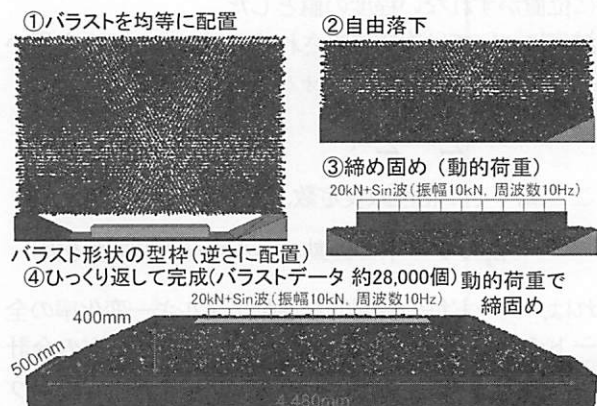 ①バラストを均等に配置
②自由落下
③締め固め (動的荷重)
20kN+Sin波(振幅10kN, 周波数10Hz)
バラスト形状の型枠(逆さに配置)
④ひっくり返して完成(バラストデータ 約28,000個)
動的荷重で
締固め
20kN+Sin波(振幅10kN, 周波数10Hz)
400mm
500mm
4,480mm